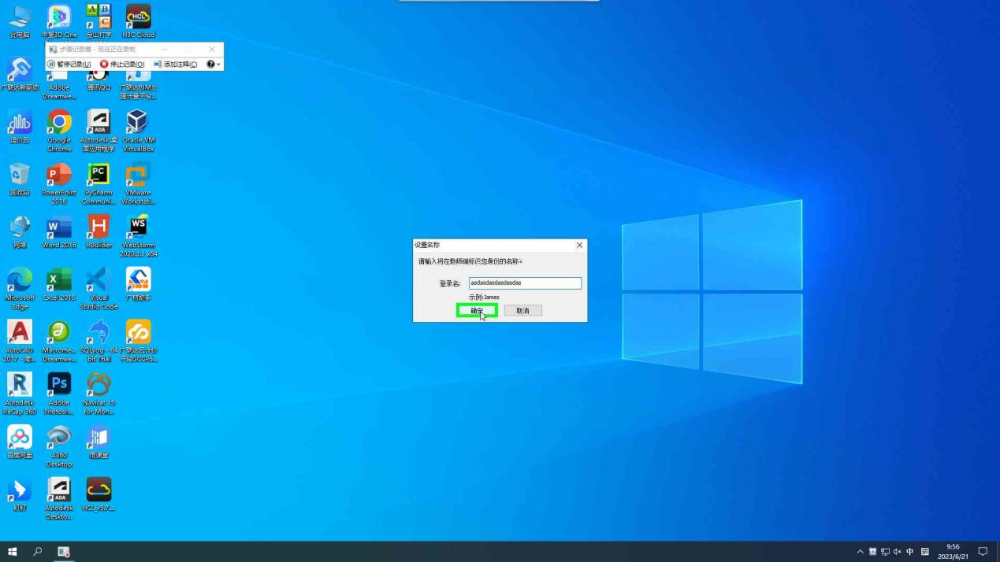 此电脑
中望3D One
金山打字
H3C Cloud
步骤记录器 - 现在正在录制
暂停记录(U)
停止记录(O)
添加注释(C)
广联达新驱动
Adobe
Dreamwe...
腾讯QQ
广联达BIM土
建计量平台...
造价云
Google
Chrome
Autodesk 桌
面应用程序
Oracle VM
VirtualBox
回收站
PowerPoint
2016
PyCharm
Communi...
VMware
Workstati...
网络
Word 2016
HBuilder
WebStorm
2020.3.1 x64
Microsoft
Edge
Excel 2016
Visual
Studio Code
广材助手
AutoCAD
2017 - 简...
Macrome...
Dreamwe...
SQLyog - 64
bit Trial
广联达云计价
平台GCCP6...
Autodesk
ReCap 360
Adobe
Photosh...
Navicat 15
for Mon...
百度网盘
A360
Desktop
雨课堂
钉钉
Autodesk
Deskto...
HCL_v5.7....
设置名称
请输入将在教师端标识您身份的名称。
登录名:
asdasdasdasdasdas
示例:James
确定
取消
中
9:56
2023/6/21